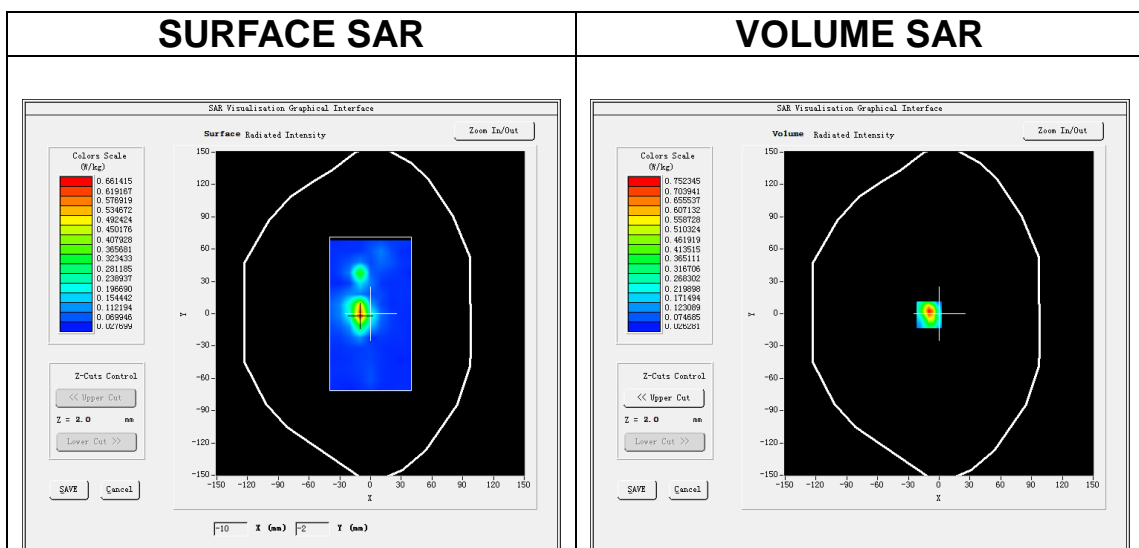 SURFACE SAR
VOLUME SAR
SAR Visualisation Graphical Interface
Surface Radiated Intensity
Zoom In/Out
Colors Scale
(W/kg)
0.661415
0.619167
0.576919
0.534672
0.492424
0.450176
0.407928
0.365681
0.323433
0.281185
0.238937
0.196690
0.154442
0.112194
0.069946
0.027699
Z-Cuts Control
<< Upper Cut
Z = 2.0 mm
Lower Cut >>
SAVE
Cancel
150
120
90
60
30
0
-30
-60
-90
-120
-150
Y
-150 -120 -90 -60 -30 0 30 60 90 120 150
X
-10 X (mm) -2 Y (mm)
SAR Visualisation Graphical Interface
Volume Radiated Intensity
Zoom In/Out
Colors Scale
(W/kg)
0.752345
0.703941
0.655537
0.607132
0.558728
0.510324
0.461919
0.413515
0.365111
0.316706
0.268302
0.219898
0.171494
0.123089
0.074685
0.026281
Z-Cuts Control
<< Upper Cut
Z = 2.0 mm
Lower Cut >>
SAVE
Cancel
150
120
90
60
30
0
-30
-60
-90
-120
-150
Y
-150 -120 -90 -60 -30 0 30 60 90 120 150
X